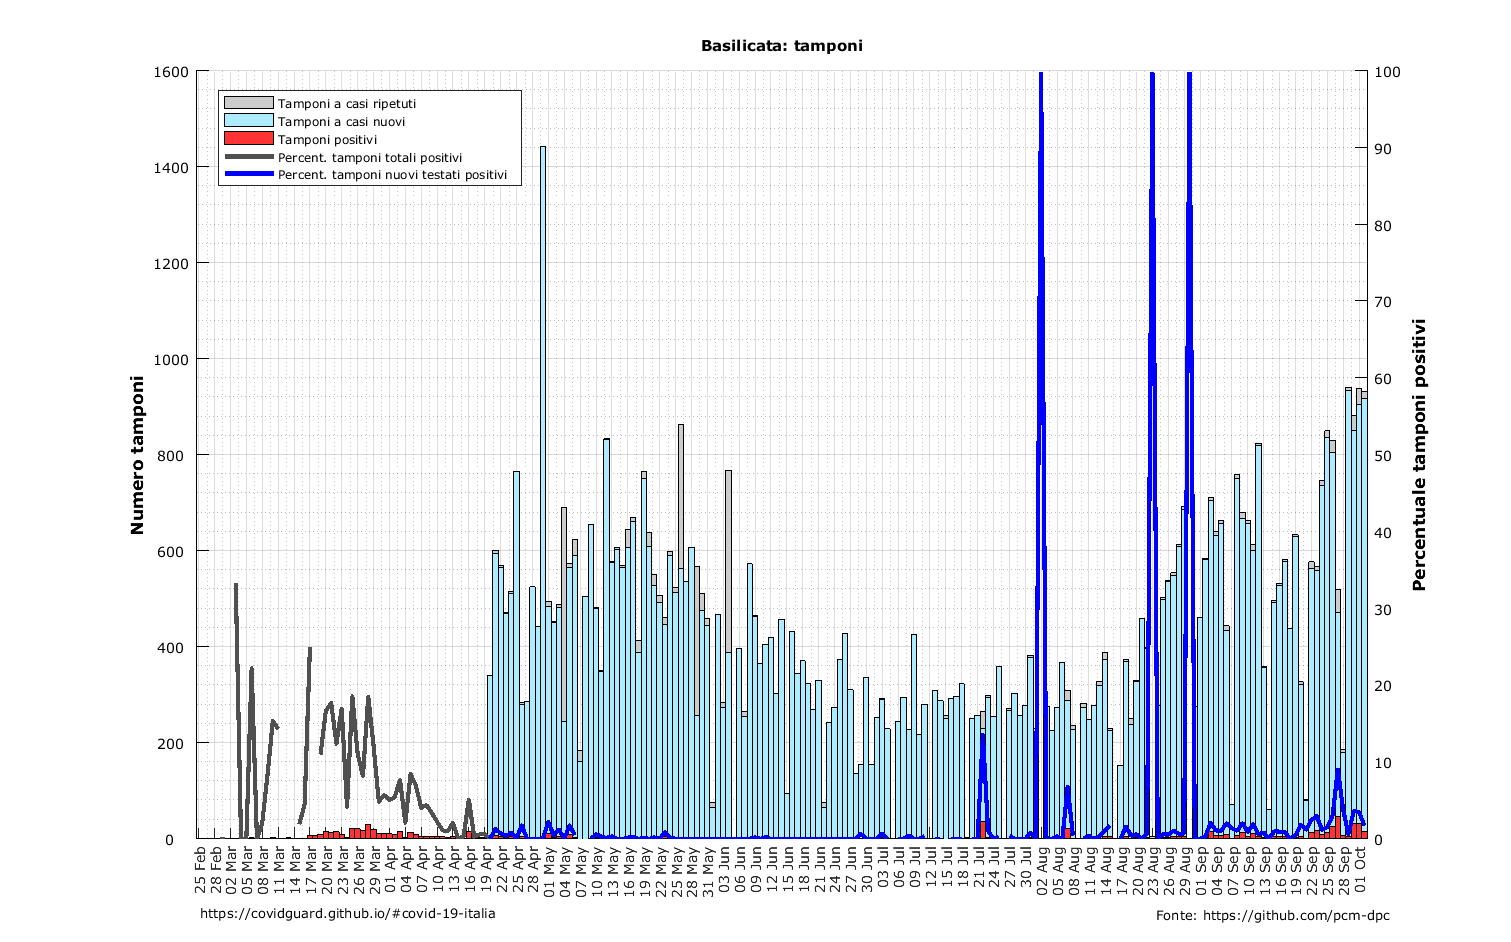 Basilicata: tamponi
1600
1400
1200
1000
800
600
400
200
0
Numero tamponi
100
90
80
70
60
50
40
30
20
10
0
Percentuale tamponi positivi
Tamponi a casi ripetuti
Tamponi a casi nuovi
Tamponi positivi
Percent. tamponi totali positivi
Percent. tamponi nuovi testati positivi
25 Feb
28 Feb
02 Mar
05 Mar
08 Mar
11 Mar
14 Mar
17 Mar
20 Mar
23 Mar
26 Mar
29 Mar
01 Apr
04 Apr
07 Apr
10 Apr
13 Apr
16 Apr
19 Apr
22 Apr
25 Apr
28 Apr
01 May
04 May
07 May
10 May
13 May
16 May
19 May
22 May
25 May
28 May
31 May
03 Jun
06 Jun
09 Jun
12 Jun
15 Jun
18 Jun
21 Jun
24 Jun
27 Jun
30 Jun
03 Jul
06 Jul
09 Jul
12 Jul
15 Jul
18 Jul
21 Jul
24 Jul
27 Jul
30 Jul
02 Aug
05 Aug
08 Aug
11 Aug
14 Aug
17 Aug
20 Aug
23 Aug
26 Aug
29 Aug
01 Sep
04 Sep
07 Sep
10 Sep
13 Sep
16 Sep
19 Sep
22 Sep
25 Sep
28 Sep
01 Oct
https://covidguard.github.io/#covid-19-italia
Fonte: https://github.com/pcm-dpc